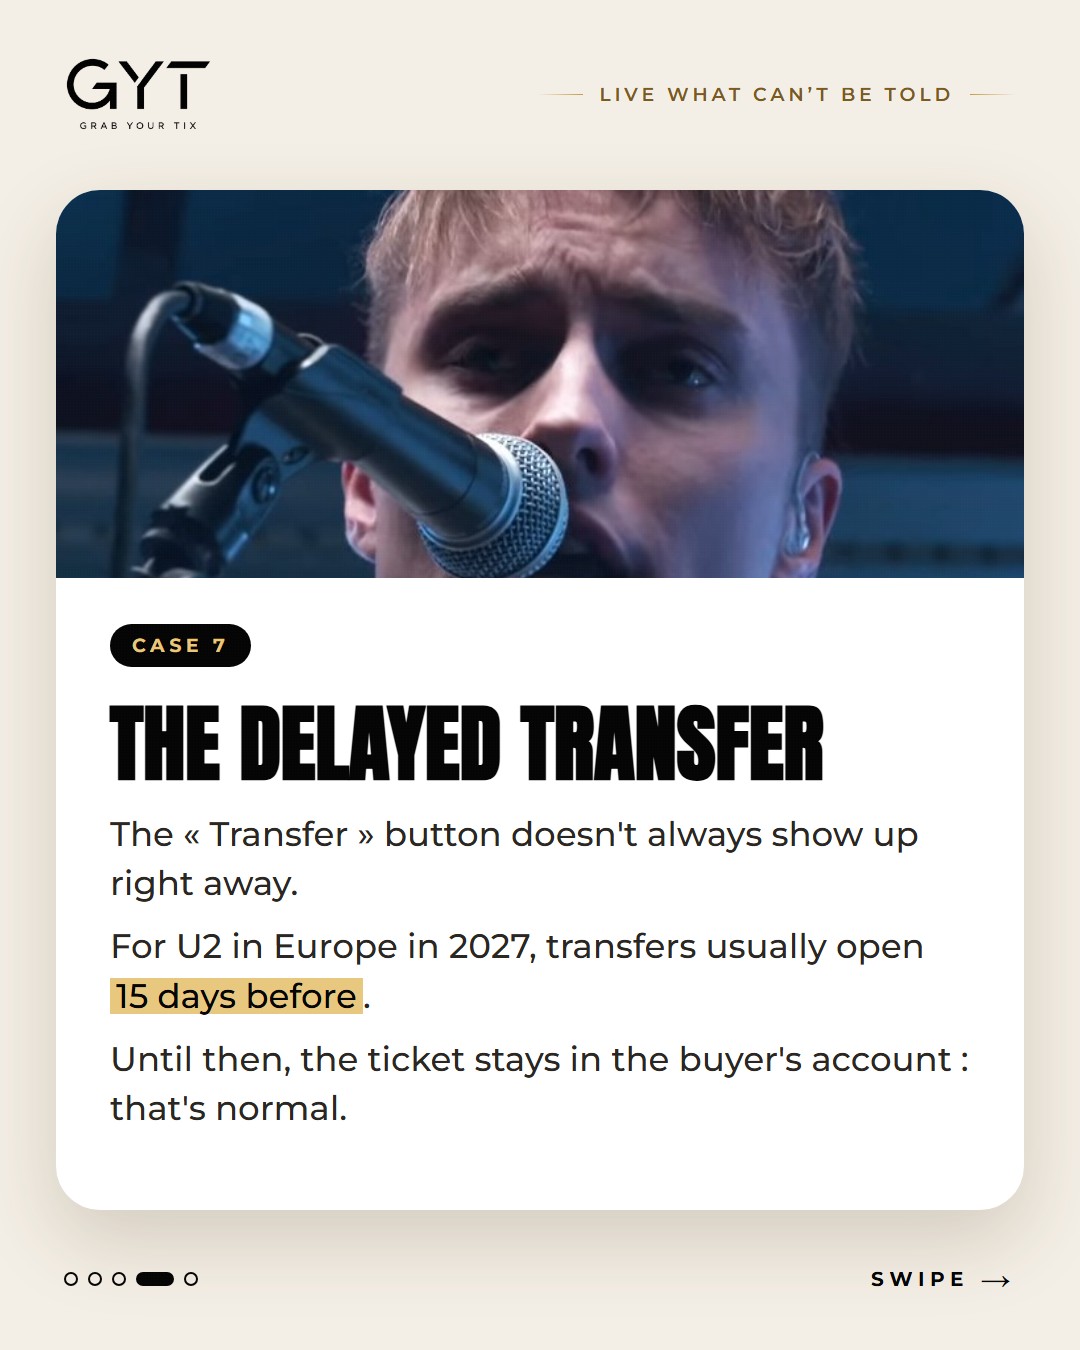 GYT
GRAB YOUR TIX
LIVE WHAT CAN’T BE TOLD
CASE 7
THE DELAYED TRANSFER
The « Transfer » button doesn't always show up
right away.
For U2 in Europe in 2027, transfers usually open
15 days before.
Until then, the ticket stays in the buyer's account :
that's normal.
SWIPE →